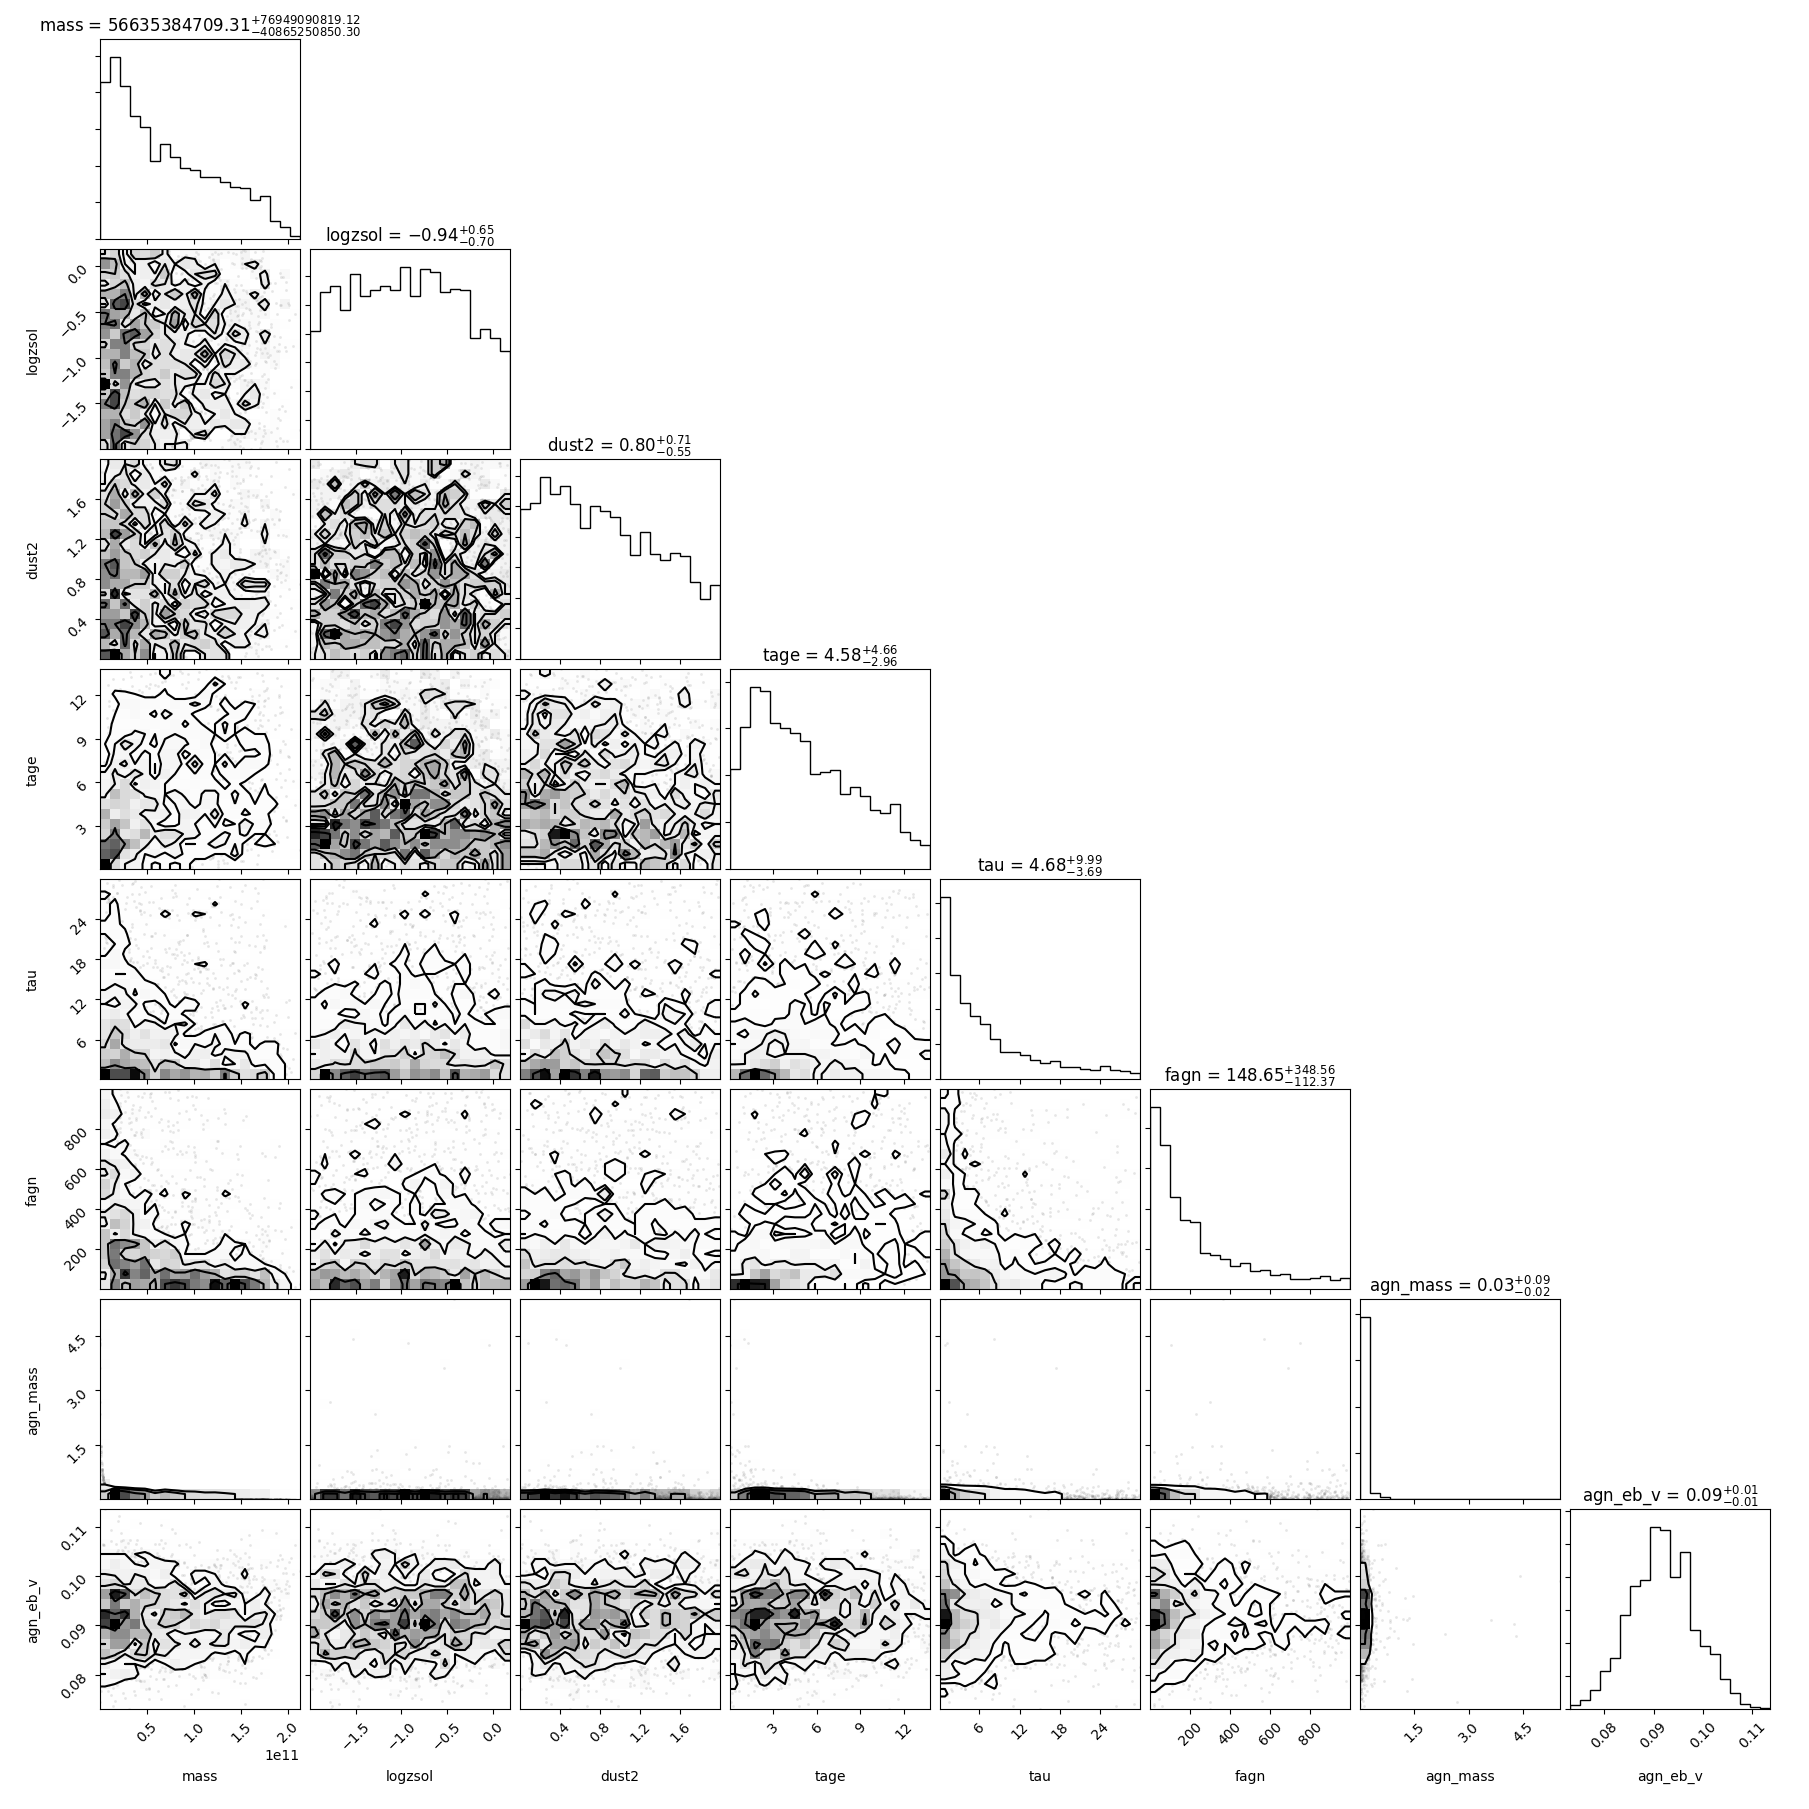 mass = 56635384709.31 +76949090819.12 −40865250850.30
logzsol = −0.94 +0.65 −0.70
logzsol
0.0
−0.5
−1.0
−1.5
dust2 = 0.80 +0.71 −0.55
dust2
1.6
1.2
0.8
0.4
tage = 4.58 +4.66 −2.96
tage
12
9
6
3
tau = 4.68 +9.99 −3.69
tau
24
18
12
6
fagn = 148.65 +348.56 −112.37
fagn
800
600
400
200
agn_mass = 0.03 +0.09 −0.02
agn_mass
4.5
3.0
1.5
agn_eb_v = 0.09 +0.01 −0.01
agn_eb_v
0.11
0.10
0.09
0.08
0.5 1.0 1.5 2.0 −1.5 −1.0 −0.5 0.0 0.4 0.8 1.2 1.6 3 6 9 12 6 12 18 24 200 400 600 800 1.5 3.0 4.5 0.08 0.09 0.10 0.11
1e11
mass logzsol dust2 tage tau fagn agn_mass agn_eb_v